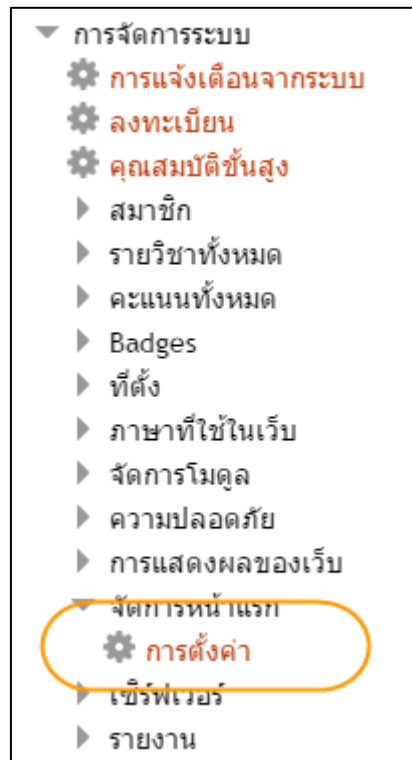 การจัดการระบบ
การแจ้งเตือนจากระบบ
ลงทะเบียน
คุณสมบัติขั้นสูง
สมาชิก
รายวิชาทั้งหมด
คะแนนทั้งหมด
Badges
ที่ตั้ง
ภาษาที่ใช้ในเว็บ
จัดการโมดูล
ความปลอดภัย
การแสดงผลของเว็บ
จัดการหน้าแรก
การตั้งค่า
เซิร์ฟเวอร์
รายงาน